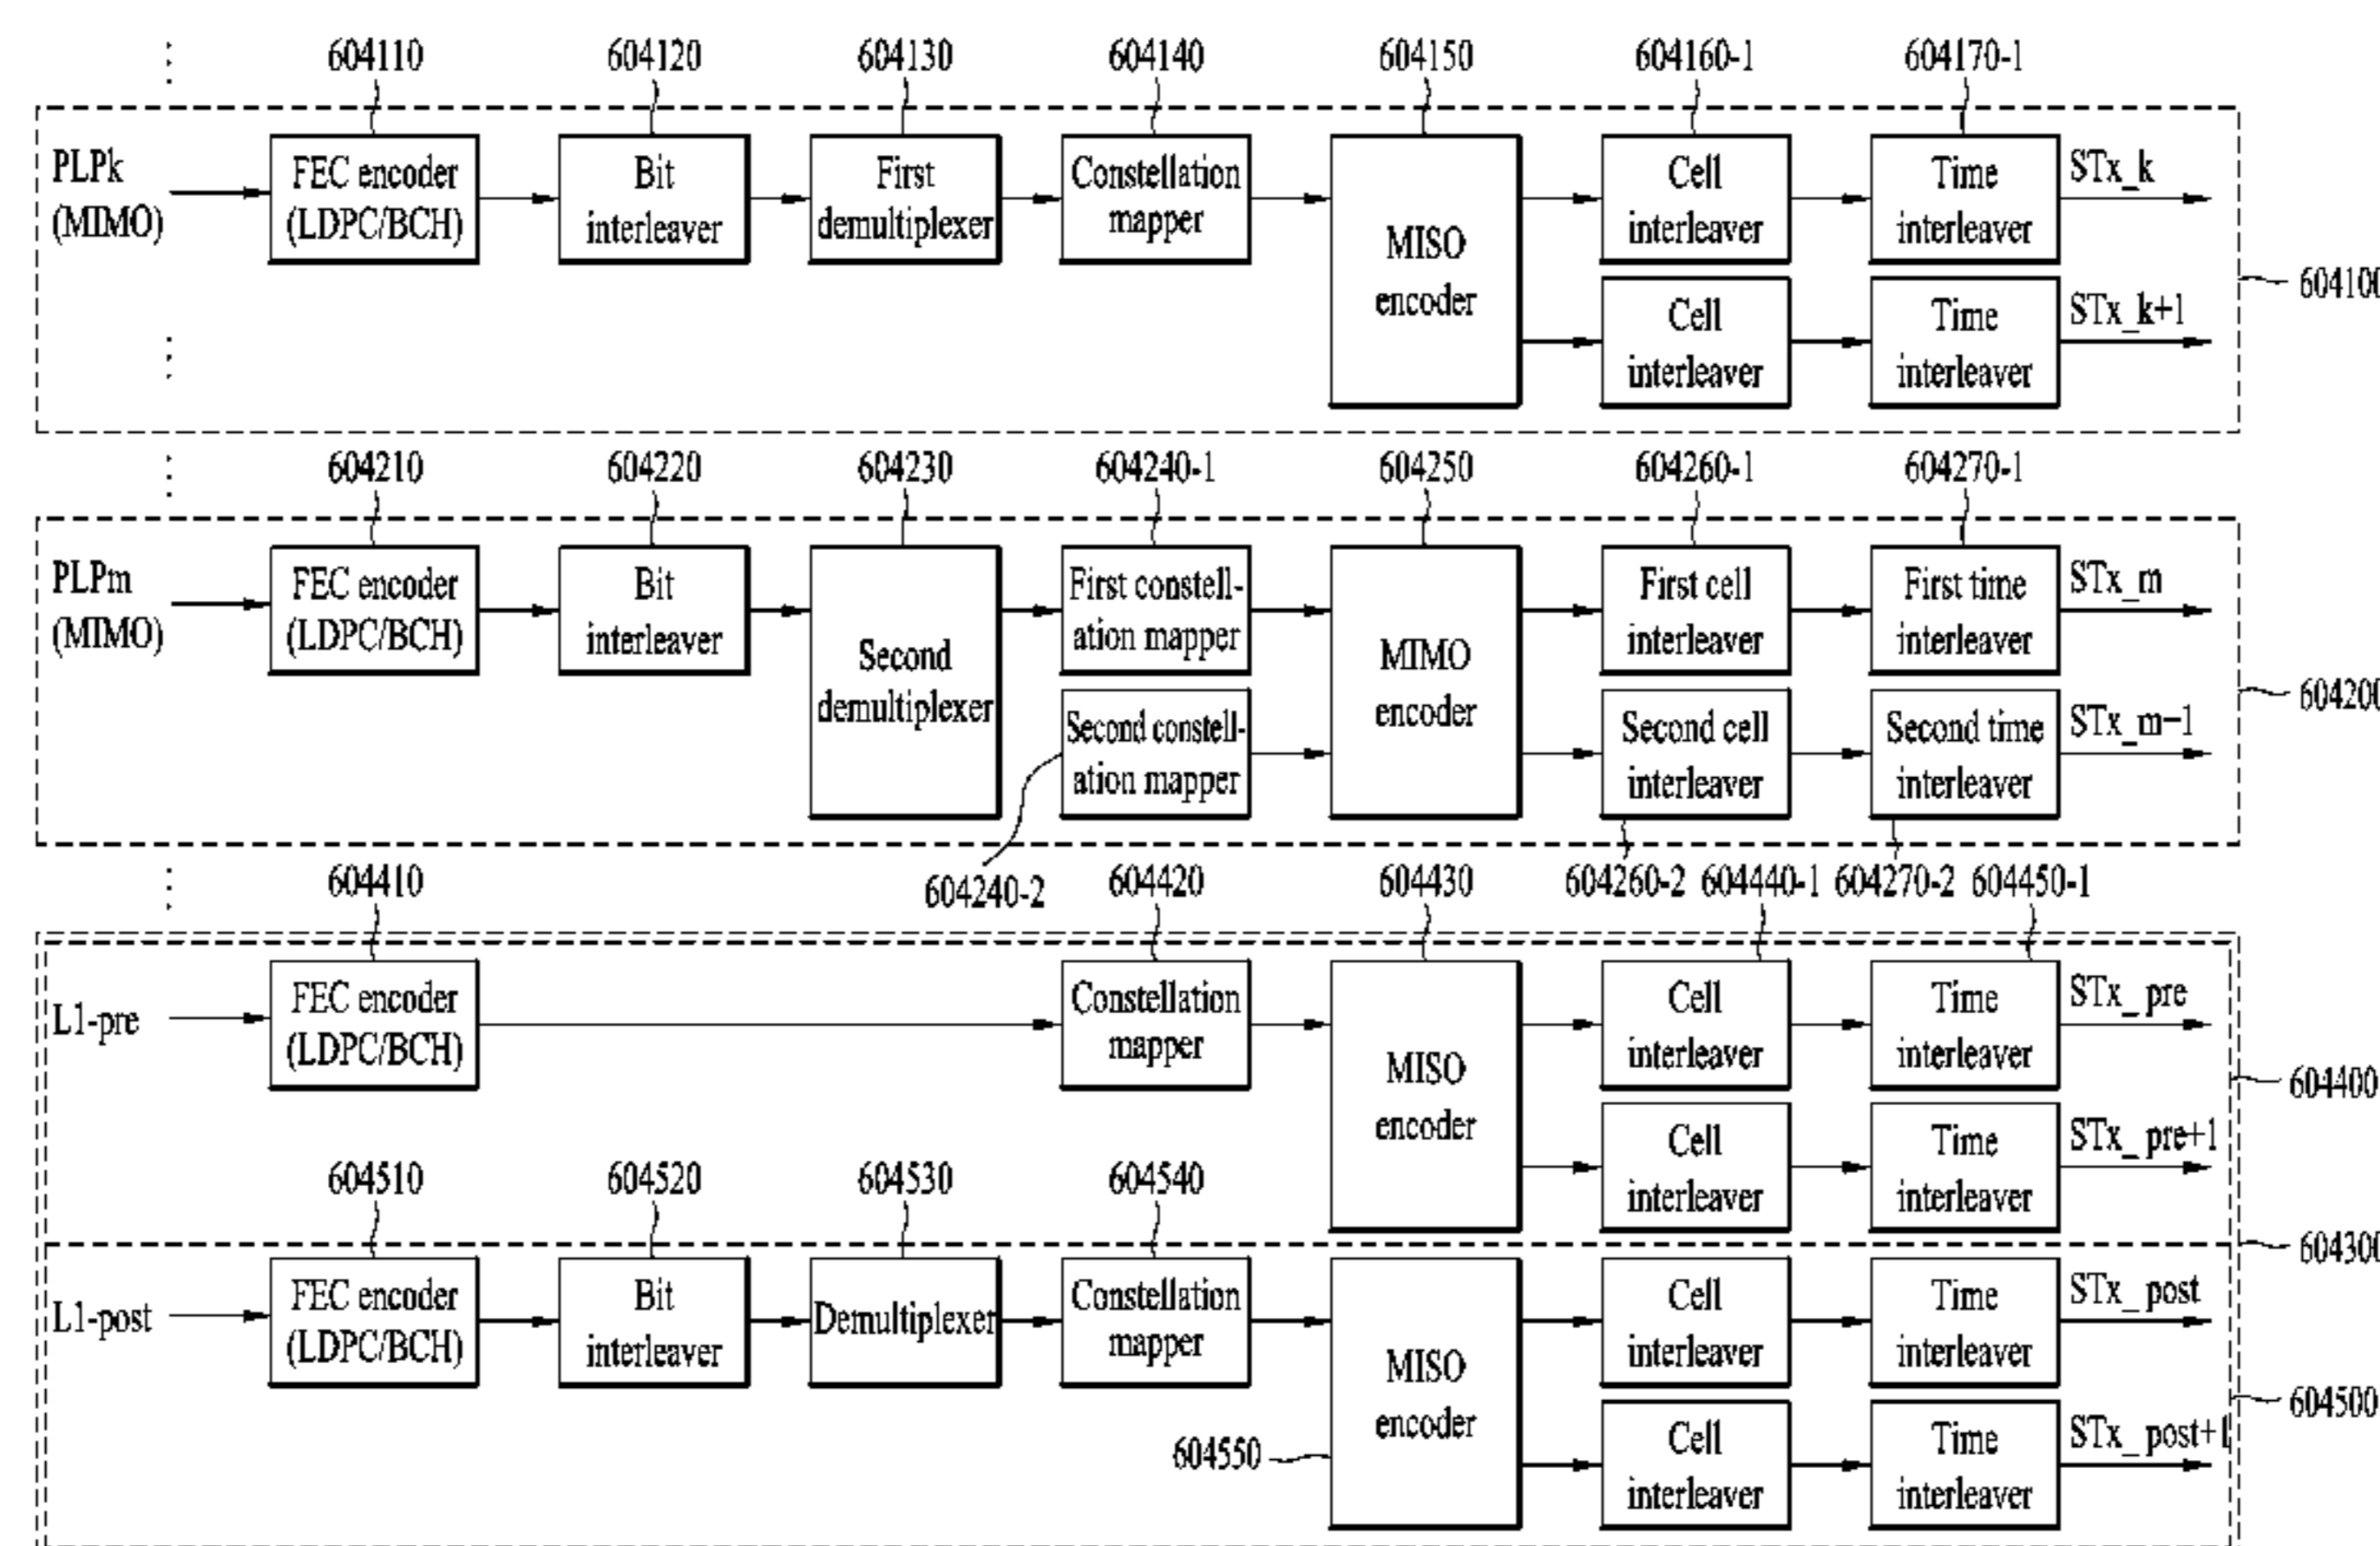 604110 604120 604130 604140 604150 604160-1 604170-1
PLPk
(MIMO)
FEC encoder
(LDPC/BCH)
Bit
interleaver
First
demultiplexer
Constellation
mapper
MISO
encoder
Cell
interleaver
Time
interleaver
STx_k
Cell
interleaver
Time
interleaver
STx_k+1
604100
604210 604220 604230 604240-1 604250 604260-1 604270-1
PLPm
(MIMO)
FEC encoder
(LDPC/BCH)
Bit
interleaver
Second
demultiplexer
First constell-
ation mapper
Second constell-
ation mapper
MIMO
encoder
First cell
interleaver
First time
interleaver
STx_m
Second cell
interleaver
Second time
interleaver
STx_m-1
604200
604410 604240-2 604420 604430 604260-2 604440-1 604270-2 604450-1
L1-pre
FEC encoder
(LDPC/BCH)
Constellation
mapper
MISO
encoder
Cell
interleaver
Time
interleaver
STx_pre
604400
Cell
interleaver
Time
interleaver
STx_pre+1
604300
604510 604520 604530 604540
L1-post
FEC encoder
(LDPC/BCH)
Bit
interleaver
Demultiplexer
Constellation
mapper
MISO
encoder
604550
Cell
interleaver
Time
interleaver
STx_post
604500
Cell
interleaver
Time
interleaver
STx_post+1